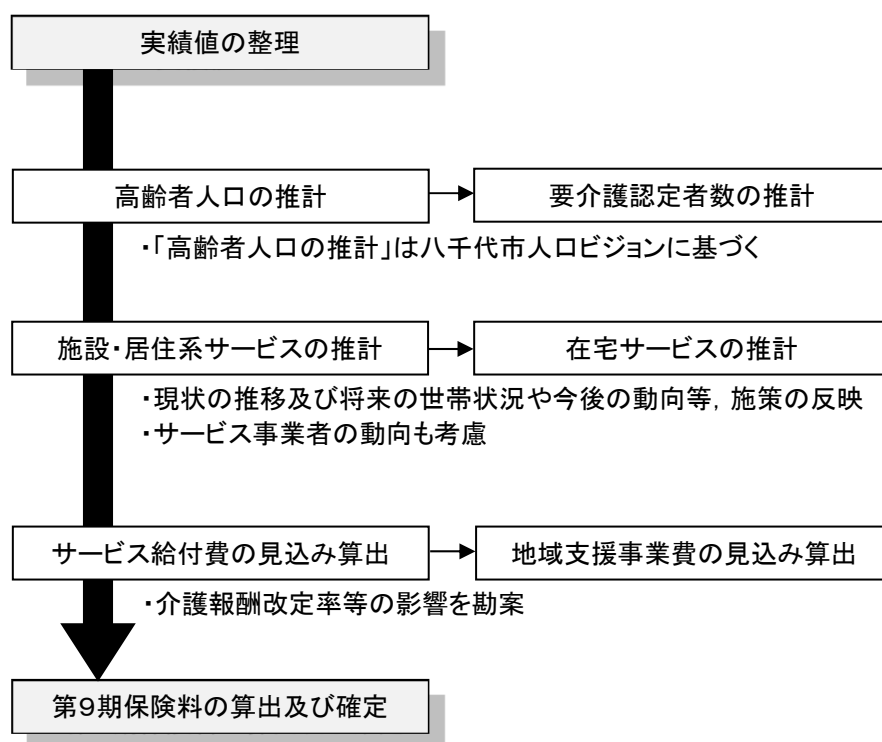 実績値の整理
高齢者人口の推計
要介護認定者数の推計
・「高齢者人口の推計」は八千代市人口ビジョンに基づく
施設・居住系サービスの推計
在宅サービスの推計
・現状の推移及び将来の世帯状況や今後の動向等，施策の反映
・サービス事業者の動向も考慮
サービス給付費の見込み算出
地域支援事業費の見込み算出
・介護報酬改定率等の影響を勘案
第９期保険料の算出及び確定